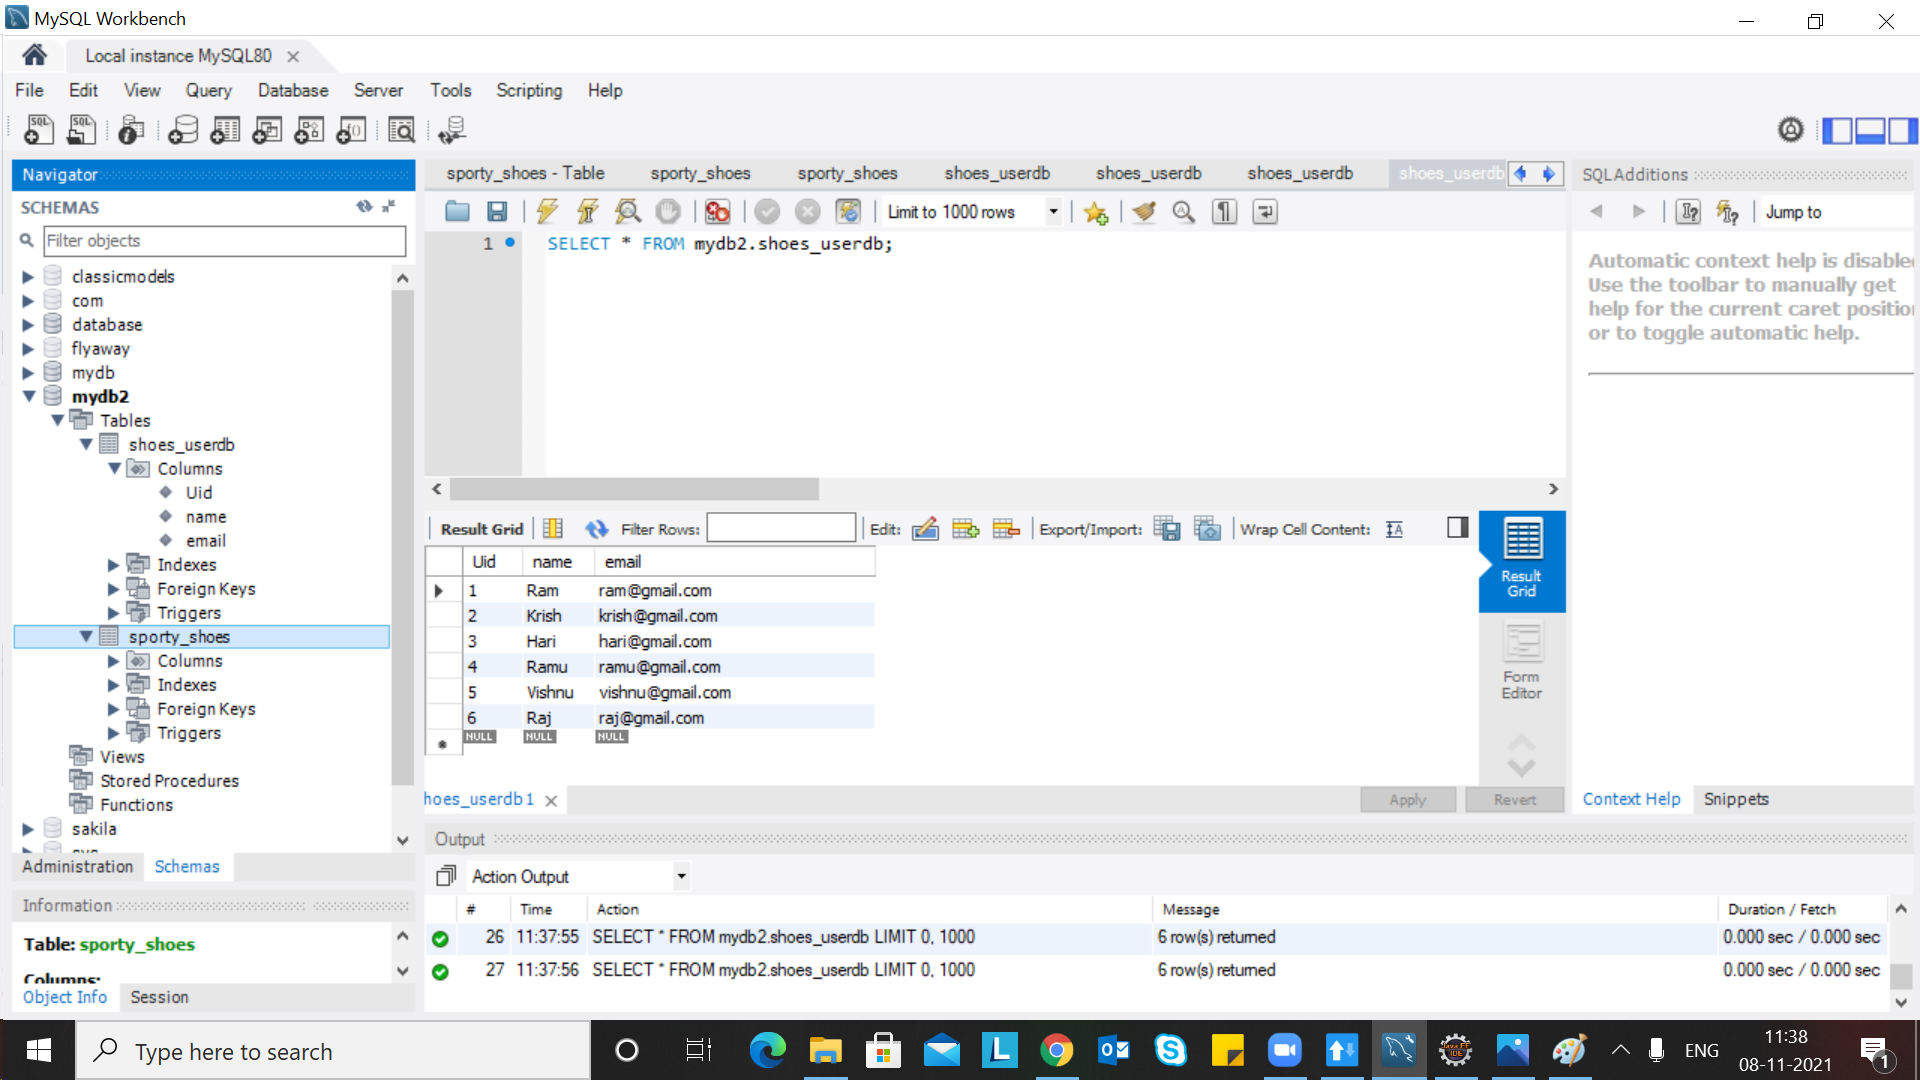 MySQL Workbench
Local instance MySQL80
File Edit View Query Database Server Tools Scripting Help
Navigator
SCHEMAS
Filter objects
classicmodels
com
database
flyaway
mydb
mydb2
Tables
shoes_userdb
Columns
Uid
name
email
Indexes
Foreign Keys
Triggers
sporty_shoes
Columns
Indexes
Foreign Keys
Triggers
Views
Stored Procedures
Functions
sakila
Administration Schemas
Information
Table: sporty_shoes
Columns:
Object Info Session
sporty_shoes - Table sporty_shoes sporty_shoes shoes_userdb shoes_userdb shoes_userdb shoes_userdb
Limit to 1000 rows
1 SELECT * FROM mydb2.shoes_userdb;
Result Grid Filter Rows: Edit: Export/Import: Wrap Cell Content:
Uid name email
1 Ram ram@gmail.com
2 Krish krish@gmail.com
3 Hari hari@gmail.com
4 Ramu ramu@gmail.com
5 Vishnu vishnu@gmail.com
6 Raj raj@gmail.com
NULL NULL NULL
Result
Grid
Form
Editor
hoes_userdb 1
Apply Revert
SQLAdditions
Jump to
Automatic context help is disable
Use the toolbar to manually get
help for the current caret position
or to toggle automatic help.
Context Help Snippets
Output
Action Output
# Time Action Message Duration / Fetch
26 11:37:55 SELECT * FROM mydb2.shoes_userdb LIMIT 0, 1000 6 row(s) returned 0.000 sec / 0.000 sec
27 11:37:56 SELECT * FROM mydb2.shoes_userdb LIMIT 0, 1000 6 row(s) returned 0.000 sec / 0.000 sec
Type here to search
ENG
11:38
08-11-2021
1